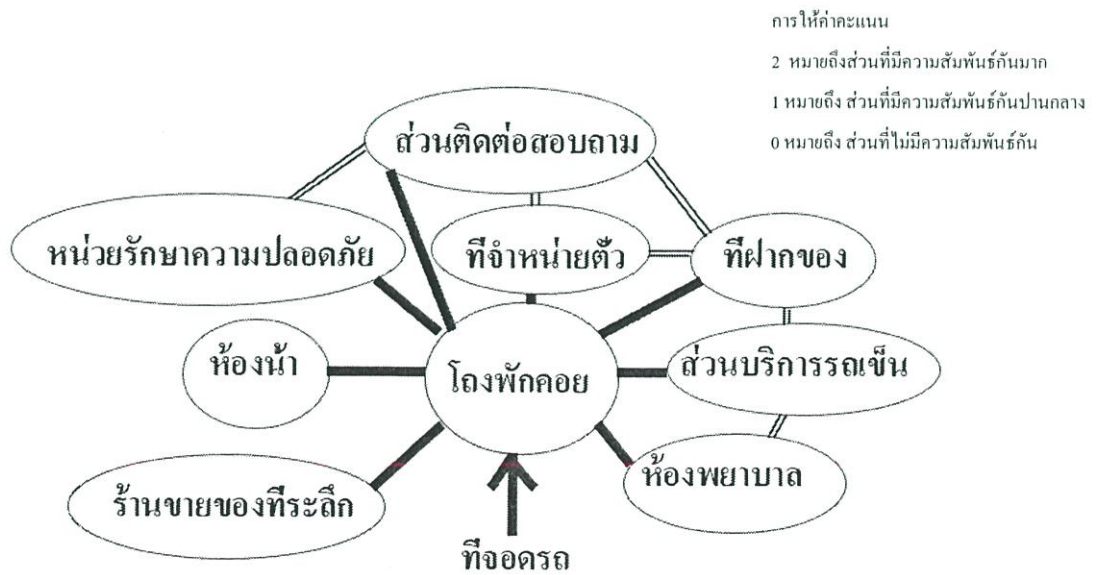 การให้ค่าคะแนน
2 หมายถึงส่วนที่มีความสัมพันธ์กันมาก
1 หมายถึง ส่วนที่มีความสัมพันธ์กันปานกลาง
0 หมายถึง ส่วนที่ไม่มีความสัมพันธ์กัน
ส่วนติดต่อสอบถาม
หน่วยรักษาความปลอดภัย
ที่จำหน่ายตั๋ว
ที่ฝากของ
ห้องน้ำ
โถงพักคอย
ส่วนบริการรถเข็น
ร้านขายของที่ระลึก
ห้องพยาบาล
ที่จอดรถ